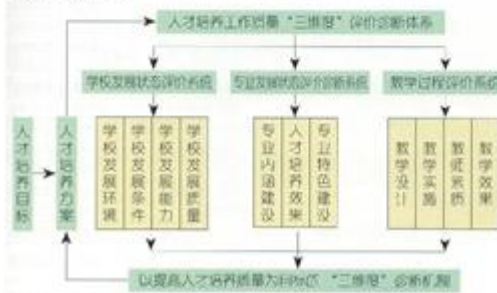 人才培养工作质量“三维度”评价诊断体系
学校发展状态评价系统
专业发展状态评价诊断系统
教学过程评价系统
人才培养目标
人才培养方案
学校发展环境
学校发展条件
学校发展能力
学校发展质量
专业内涵建设
人才培养效果
专业特色建设
教学设计
教学实施
教师素质
教学效果
以提高人才培养质量为
“三维度”诊断机制